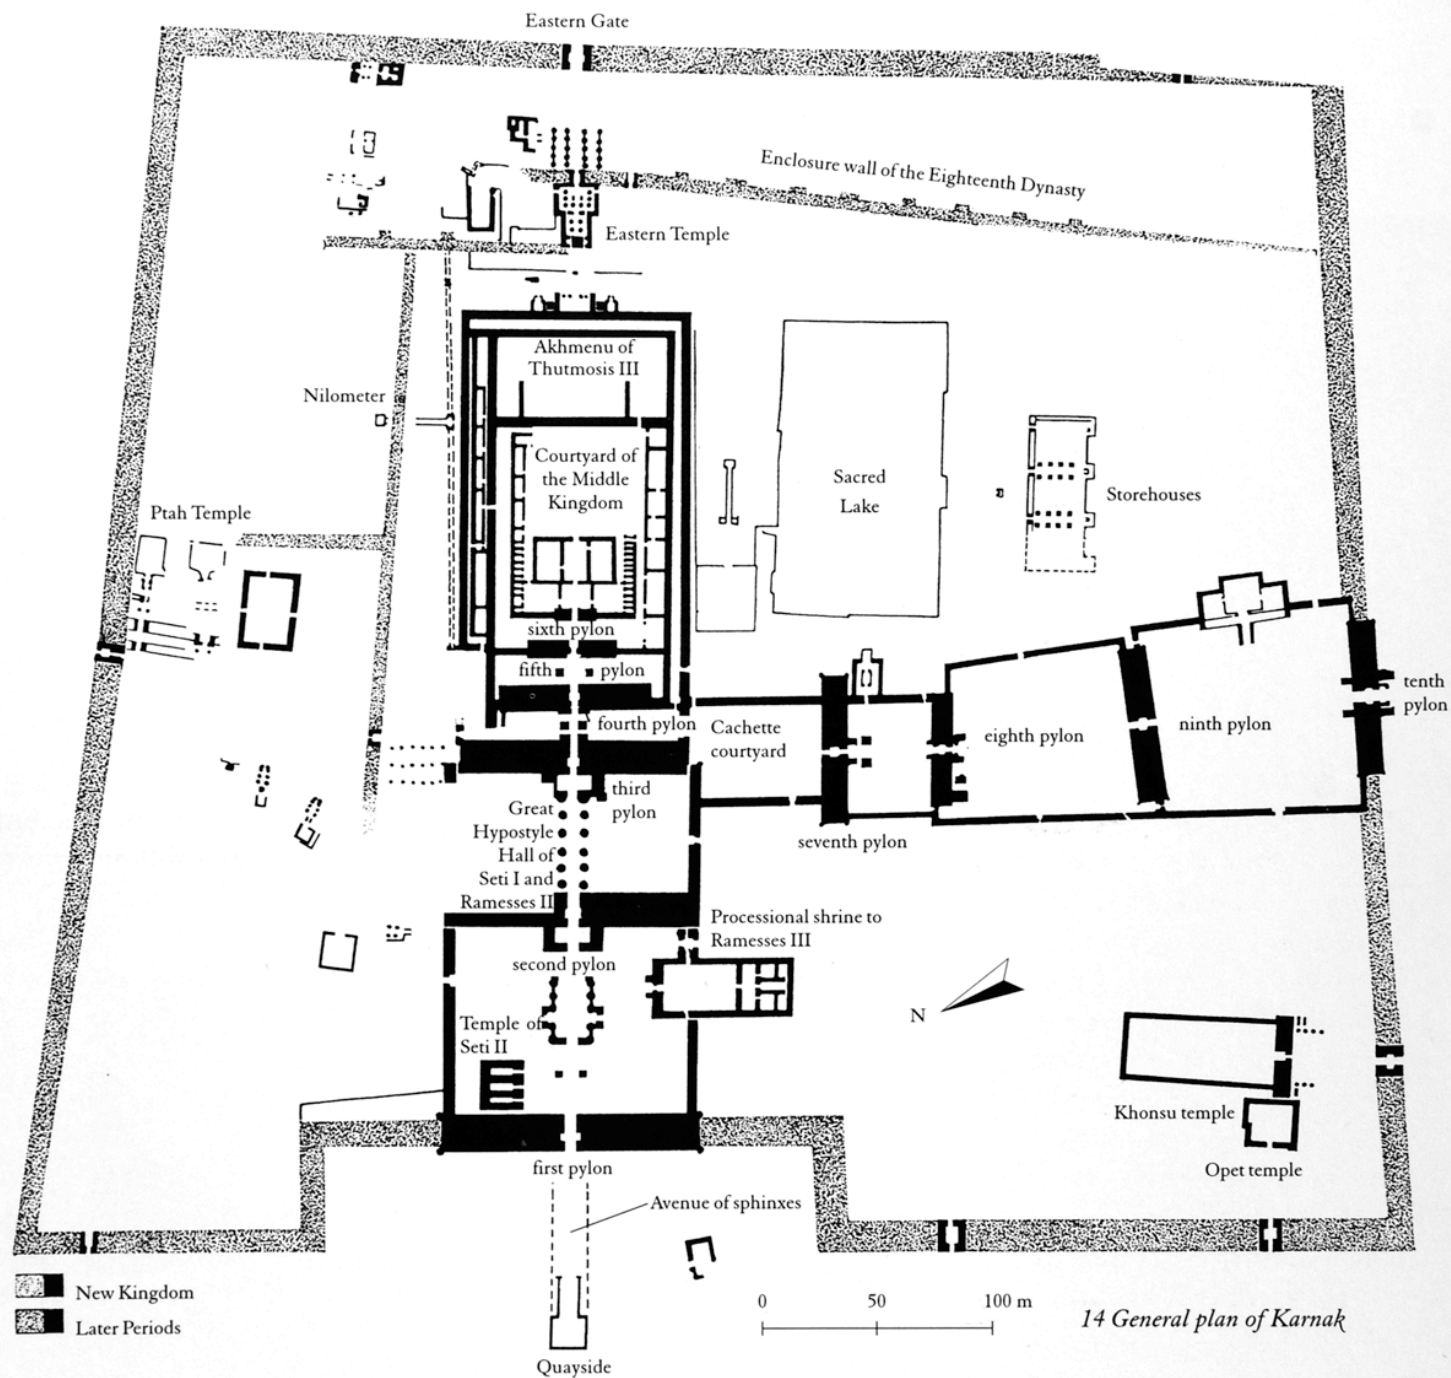 Eastern Gate
Enclosure wall of the Eighteenth Dynasty
Eastern Temple
Akhmenu of
Thutmosis III
Nilometer
Courtyard of
the Middle
Kingdom
Sacred
Lake
Storehouses
Ptah Temple
sixth pylon
fifth pylon
tenth
pylon
fourth pylon
Cachette
courtyard
eighth pylon
ninth pylon
third
pylon
Great
Hypostyle
Hall of
Seti I and
Ramesses II
seventh pylon
Processional shrine to
Ramesses III
second pylon
N
Temple of
Seti II
Khonsu temple
Opet temple
first pylon
Avenue of sphinxes
New Kingdom
Later Periods
0 50 100 m
14 General plan of Karnak
Quayside